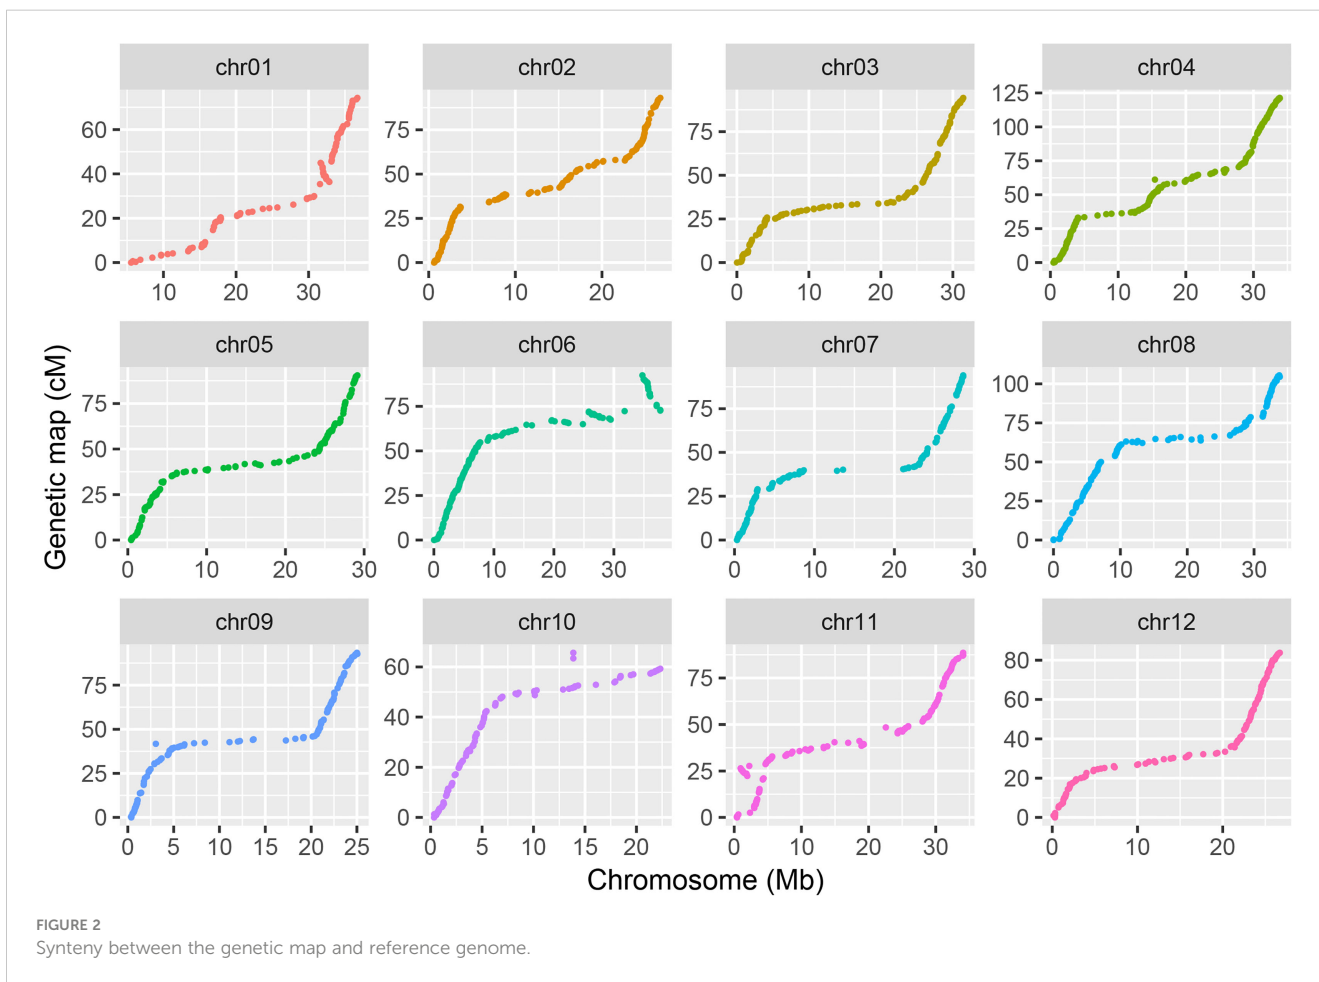 chr01 chr02 chr03 chr04
60 40 20 0
75 50 25 0
75 50 25 0
125 100 75 50 25 0
10 20 30
0 10 20
0 10 20 30
0 10 20 30
Genetic map (cM)
chr05 chr06 chr07 chr08
75 50 25 0
75 50 25 0
75 50 25 0
100 75 50 25 0
0 10 20 30
0 10 20 30
0 10 20 30
0 10 20 30
chr09 chr10 chr11 chr12
75 50 25 0
60 40 20 0
75 50 25 0
80 60 40 20 0
0 5 10 15 20 25
0 5 10 15 20
0 10 20 30
0 10 20
Chromosome (Mb)
FIGURE 2
Synteny between the genetic map and reference genome.